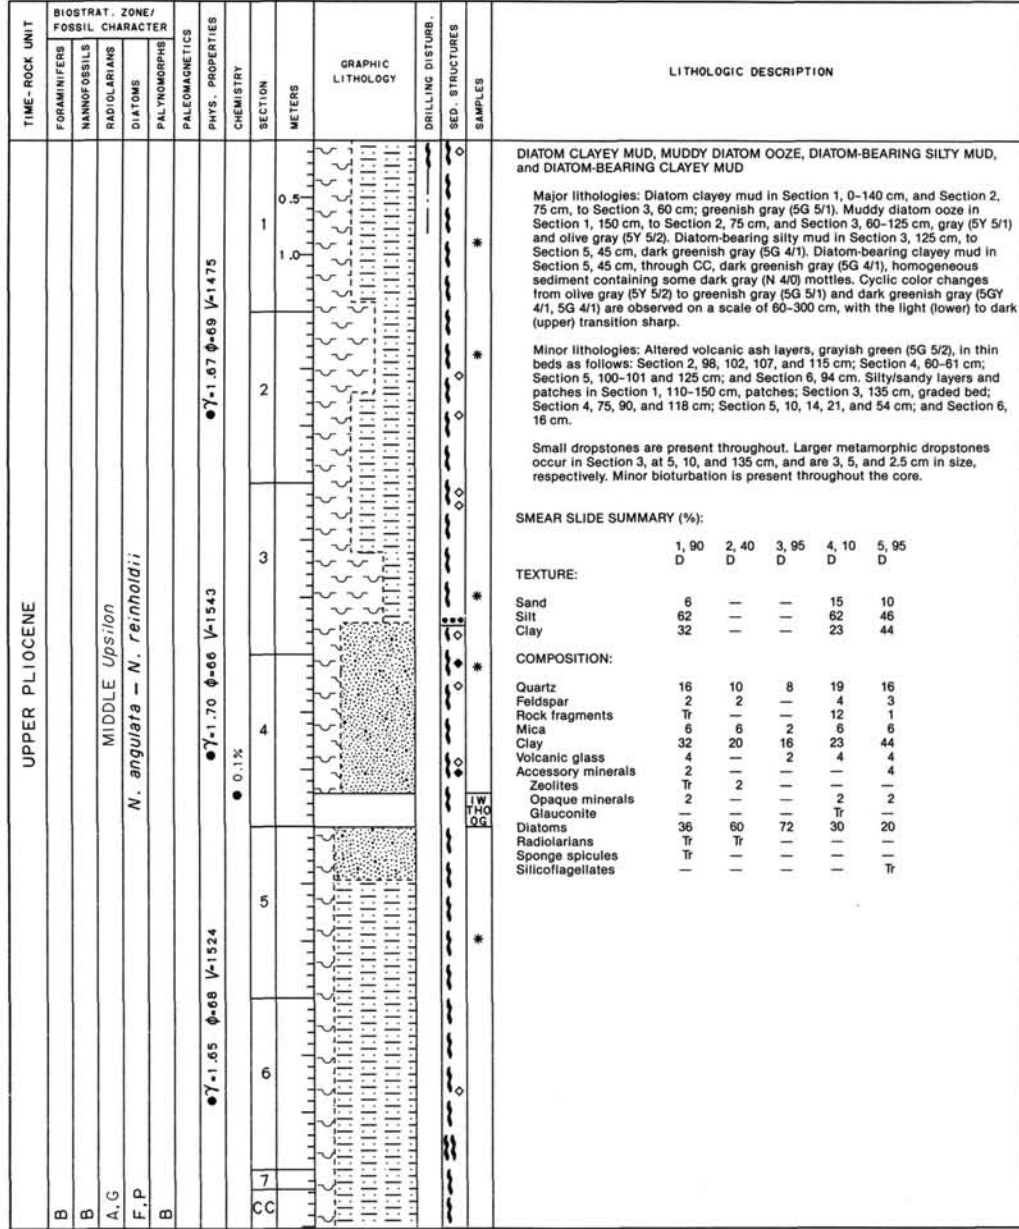 TIME-ROCK UNIT
BIOSTRAT. ZONE/
FOSSIL CHARACTER
FORAMINIFERS
NANNOFOSSILS
RADIOLARIANS
DIATOMS
PALYNOMORPHS
PALEOMAGNETICS
PHYS. PROPERTIES
CHEMISTRY
SECTION
METERS
GRAPHIC
LITHOLOGY
DRILLING DISTURB.
SED. STRUCTURES
SAMPLES
LITHOLOGIC DESCRIPTION
UPPER PLIOCENE
B
B
A,G
MIDDLE Upsilon
F,P
N. angulata – N. reinholdii
B
●γ-1.67 φ-69 V-1475
●γ-1.70 φ-66 V-1543
●γ-1.65 φ-68 V-1524
● 0.1%
1
2
3
4
5
6
7
CC
0.5
1.0
*
*
*
*
IW
THO
OG
*
DIATOM CLAYEY MUD, MUDDY DIATOM OOZE, DIATOM-BEARING SILTY MUD,
and DIATOM-BEARING CLAYEY MUD
Major lithologies: Diatom clayey mud in Section 1, 0–140 cm, and Section 2,
75 cm, to Section 3, 60 cm; greenish gray (5G 5/1). Muddy diatom ooze in
Section 1, 150 cm, to Section 2, 75 cm, and Section 3, 60–125 cm, gray (5Y 5/1)
and olive gray (5Y 5/2). Diatom-bearing silty mud in Section 3, 125 cm, to
Section 5, 45 cm, dark greenish gray (5G 4/1). Diatom-bearing clayey mud in
Section 5, 45 cm, through CC, dark greenish gray (5G 4/1), homogeneous
sediment containing some dark gray (N 4/0) mottles. Cyclic color changes
from olive gray (5Y 5/2) to greenish gray (5G 5/1) and dark greenish gray (5GY
4/1, 5G 4/1) are observed on a scale of 60–300 cm, with the light (lower) to dark
(upper) transition sharp.
Minor lithologies: Altered volcanic ash layers, grayish green (5G 5/2), in thin
beds as follows: Section 2, 98, 102, 107, and 115 cm; Section 4, 60–61 cm;
Section 5, 100–101 and 125 cm; and Section 6, 94 cm. Silty/sandy layers and
patches in Section 1, 110–150 cm, patches; Section 3, 135 cm, graded bed;
Section 4, 75, 90, and 118 cm; Section 5, 10, 14, 21, and 54 cm; and Section 6,
16 cm.
Small dropstones are present throughout. Larger metamorphic dropstones
occur in Section 3, at 5, 10, and 135 cm, and are 3, 5, and 2.5 cm in size,
respectively. Minor bioturbation is present throughout the core.
SMEAR SLIDE SUMMARY (%):
1, 90 2, 40 3, 95 4, 10 5, 95
D D D D D
TEXTURE:
Sand 6 — — 15 10
Silt 62 — — 62 46
Clay 32 — — 23 44
COMPOSITION:
Quartz 16 10 8 19 16
Feldspar 2 2 — 4 3
Rock fragments Tr — — 12 1
Mica 6 6 2 6 6
Clay 32 20 16 23 44
Volcanic glass 4 — 2 4 4
Accessory minerals 2 — — — 4
Zeolites Tr 2 — — —
Opaque minerals 2 — — 2 2
Glauconite — — — Tr —
Diatoms 36 60 72 30 20
Radiolarians Tr Tr — — —
Sponge spicules Tr — — — —
Silicoflagellates — — — — Tr